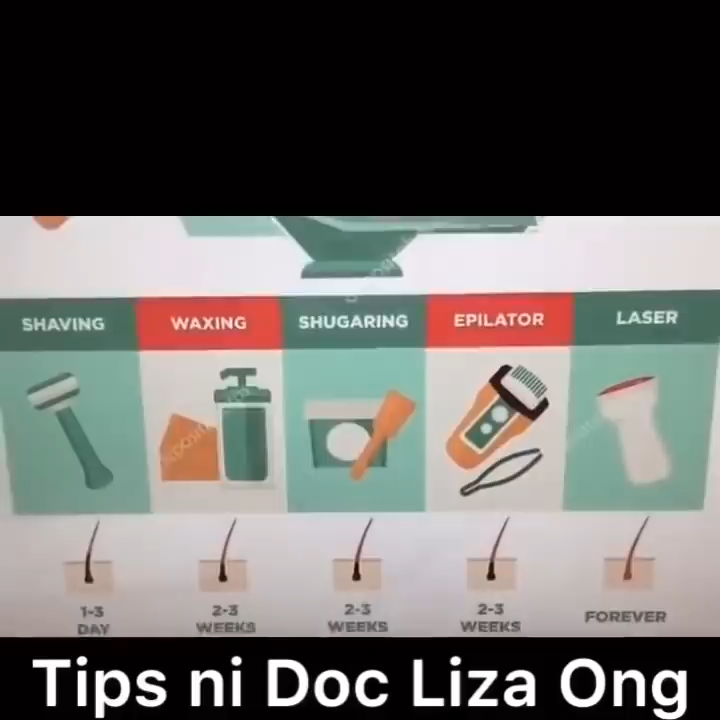 SHAVING WAXING SHUGARING EPILATOR LASER
1-3 2-3 2-3 2-3 FOREVER
DAY WEEKS WEEKS WEEKS
Tips ni Doc Liza Ong